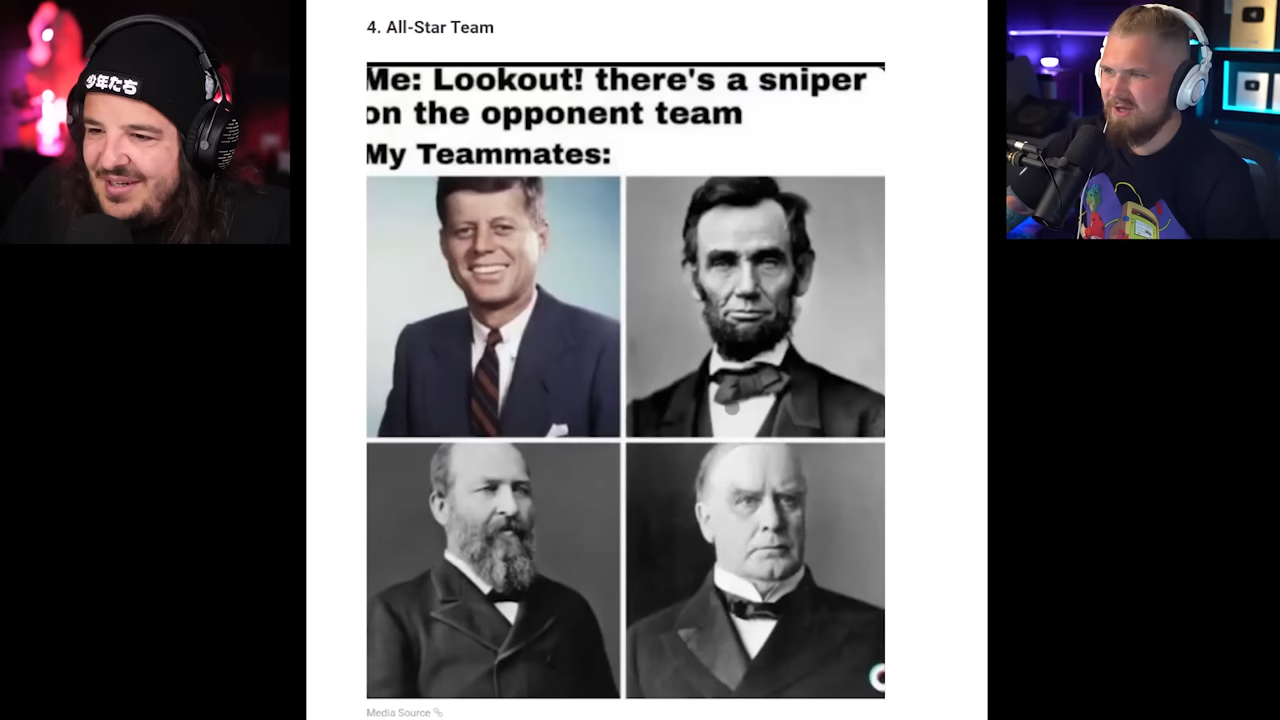 4. All-Star Team
Me: Lookout! there's a sniper
on the opponent team
My Teammates:
少年たち
Media Source